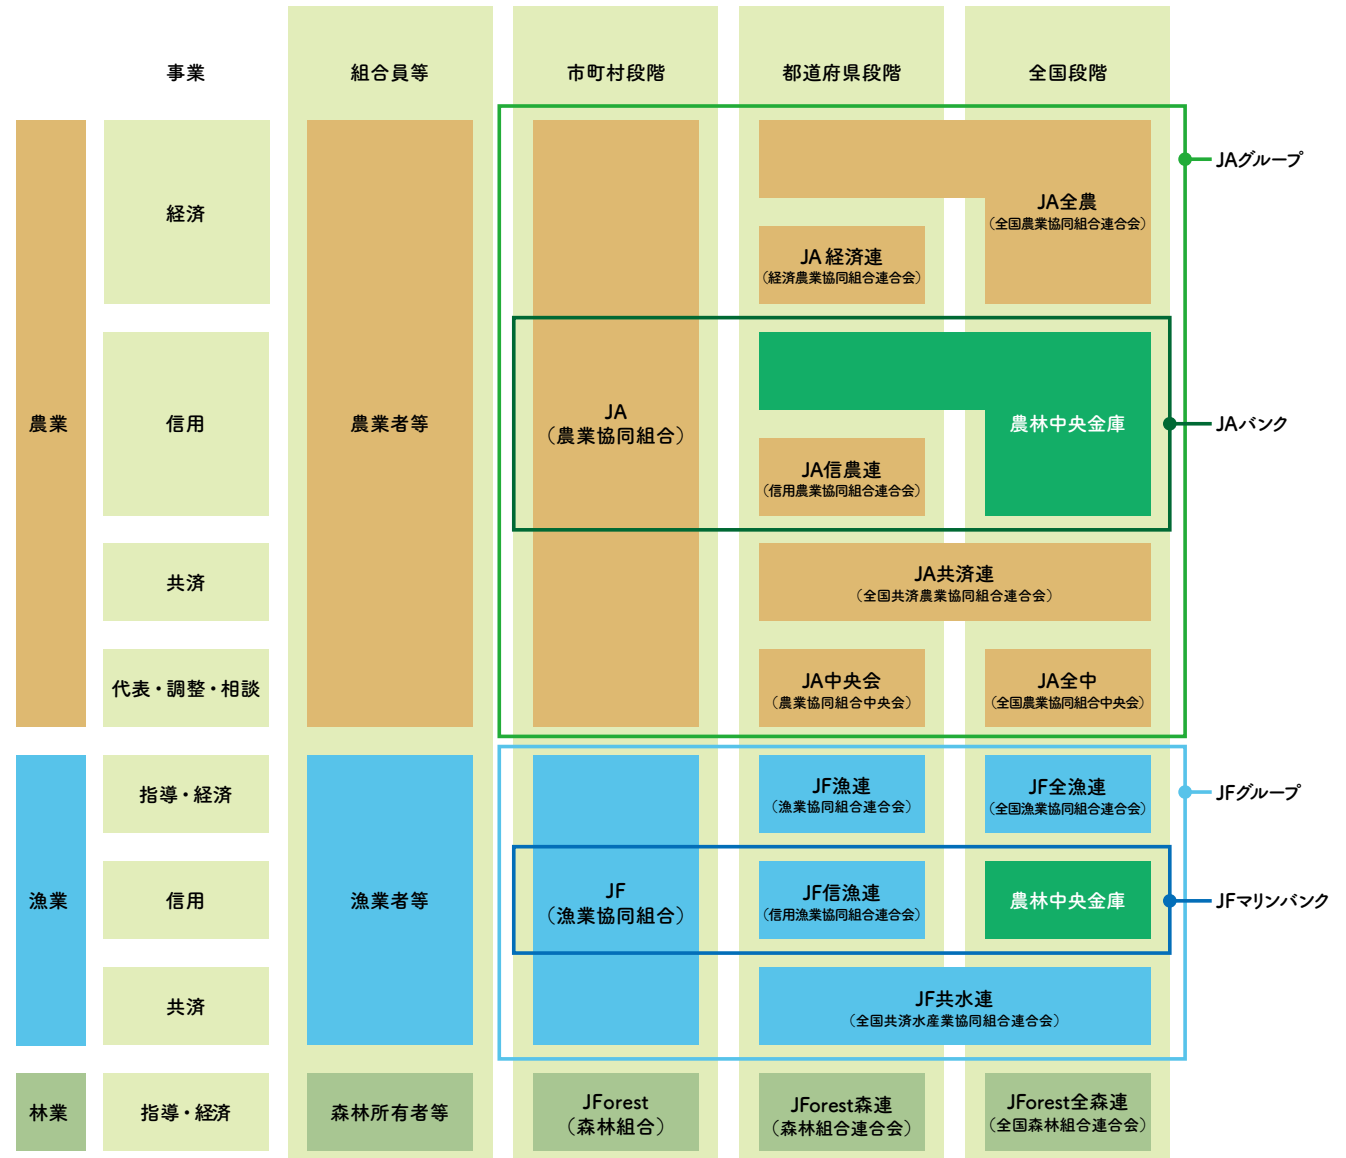 事業
組合員等
市町村段階
都道府県段階
全国段階
農業
経済
農業者等
JA
（農業協同組合）
JA全農
（全国農業協同組合連合会）
JA 経済連
（経済農業協同組合連合会）
JAグループ
信用
農林中央金庫
JA信農連
（信用農業協同組合連合会）
JAバンク
共済
JA共済連
（全国共済農業協同組合連合会）
代表・調整・相談
JA中央会
（農業協同組合中央会）
JA全中
（全国農業協同組合中央会）
漁業
指導・経済
漁業者等
JF
（漁業協同組合）
JF漁連
（漁業協同組合連合会）
JF全漁連
（全国漁業協同組合連合会）
JFグループ
信用
JF信漁連
（信用漁業協同組合連合会）
農林中央金庫
JFマリンバンク
共済
JF共水連
（全国共済水産業協同組合連合会）
林業
指導・経済
森林所有者等
JForest
（森林組合）
JForest森連
（森林組合連合会）
JForest全森連
（全国森林組合連合会）